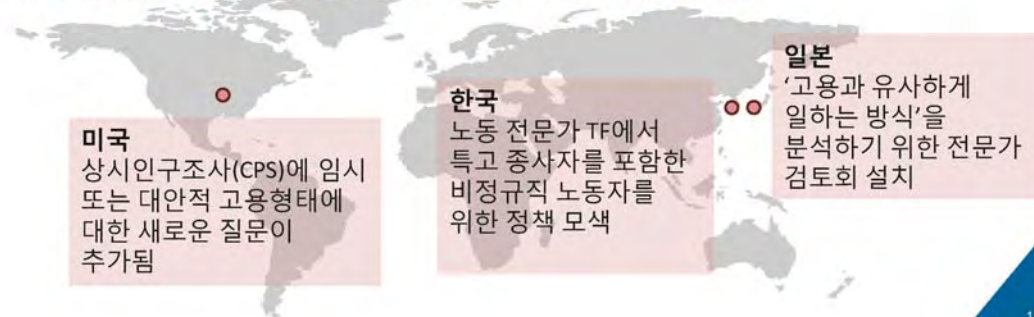 미국
상시인구조사(CPS)에 임시
또는 대안적 고용형태에
대한 새로운 질문이
추가됨
한국
노동 전문가 TF에서
특고 종사자를 포함한
비정규직 노동자를
위한 정책 모색
일본
‘고용과 유사하게
일하는 방식’을
분석하기 위한 전문가
검토회 설치